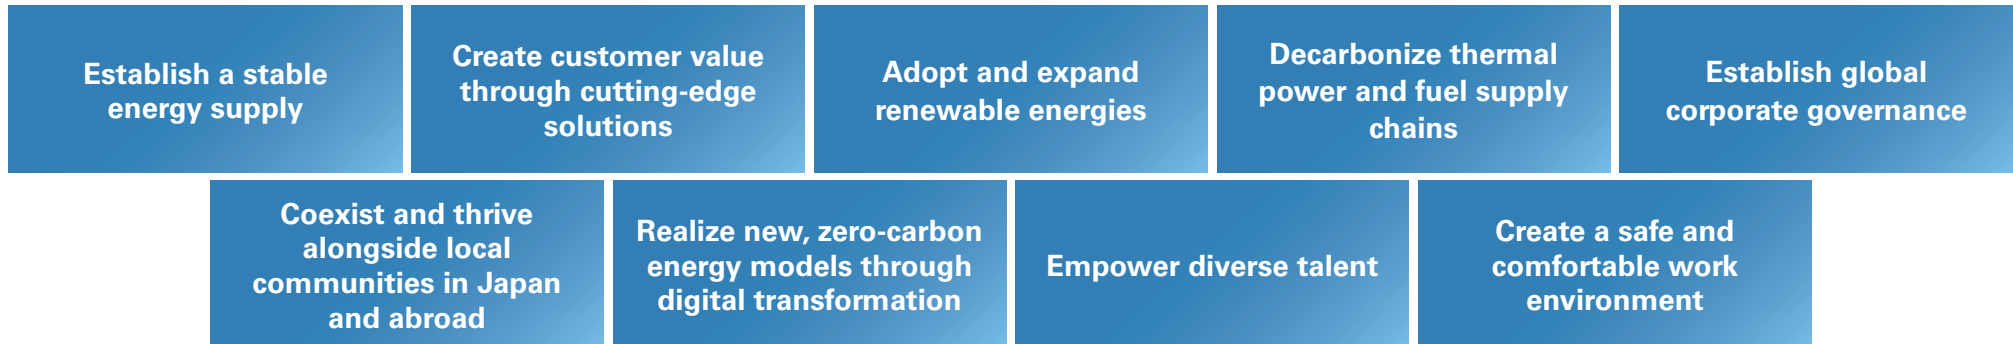 Establish a stable
energy supply
Create customer value
through cutting-edge
solutions
Adopt and expand
renewable energies
Decarbonize thermal
power and fuel supply
chains
Establish global
corporate governance
Coexist and thrive
alongside local
communities in Japan
and abroad
Realize new, zero-carbon
energy models through
digital transformation
Empower diverse talent
Create a safe and
comfortable work
environment